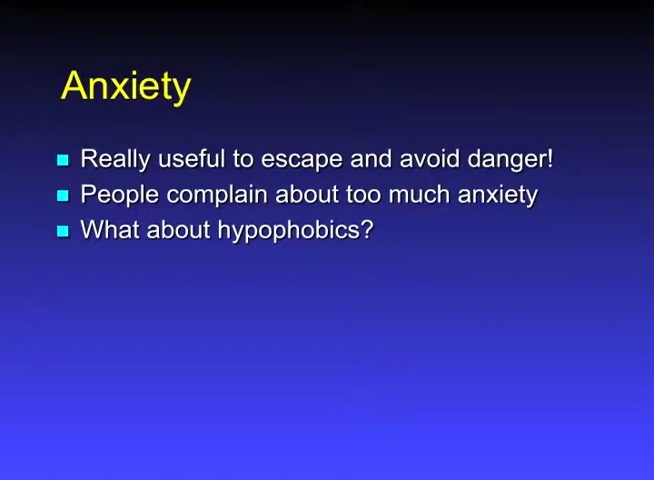 Anxiety
Really useful to escape and avoid danger!
People complain about too much anxiety
What about hypophobics?